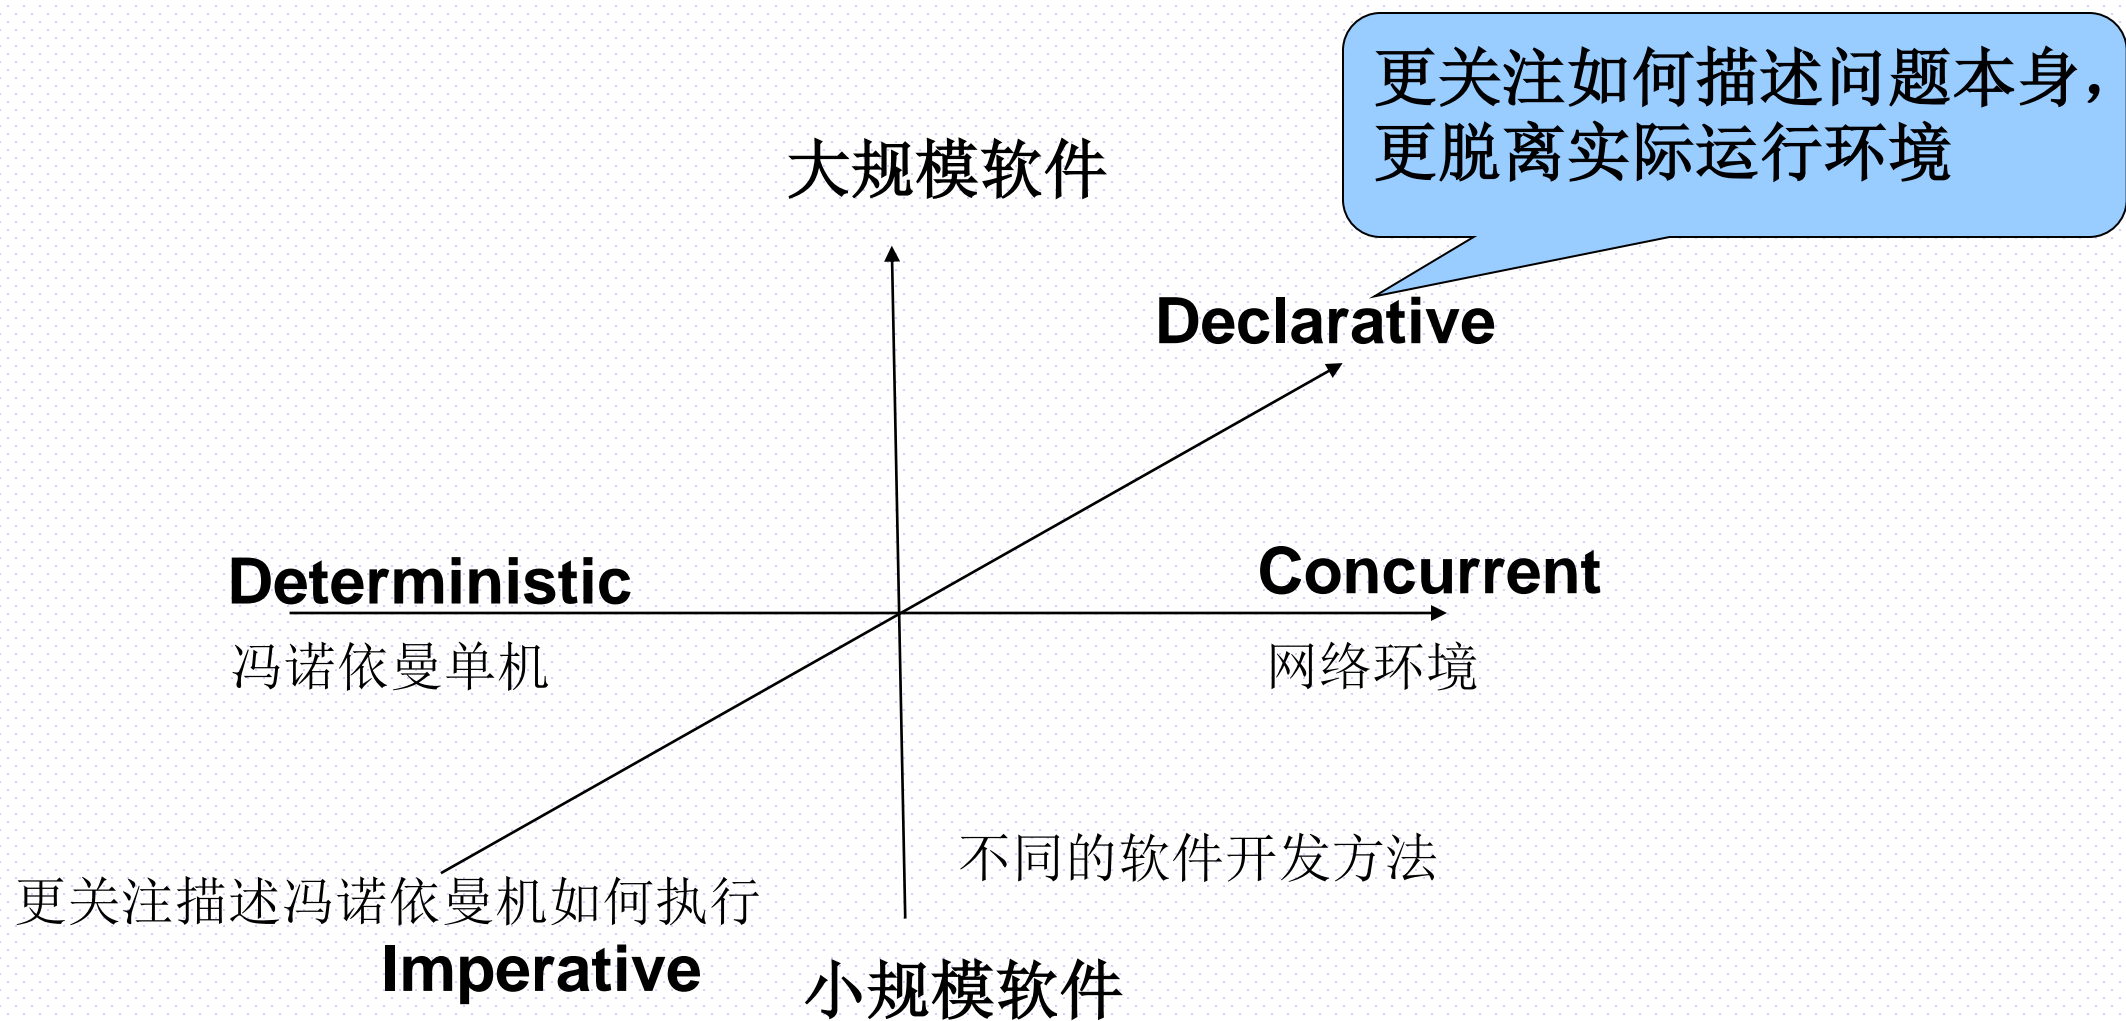 更关注如何描述问题本身，
更脱离实际运行环境
大规模软件
Declarative
Deterministic
Concurrent
冯诺依曼单机
网络环境
不同的软件开发方法
更关注描述冯诺依曼机如何执行
Imperative
小规模软件